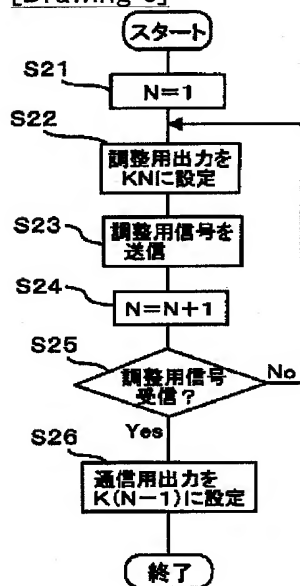 スタート
S21
N=1
S22
調整用出力を
KNに設定
S23
調整用信号を
送信
S24
N=N+1
S25
調整用信号
受信?
No
Yes
S26
通信用出力を
K(N-1)に設定
終了